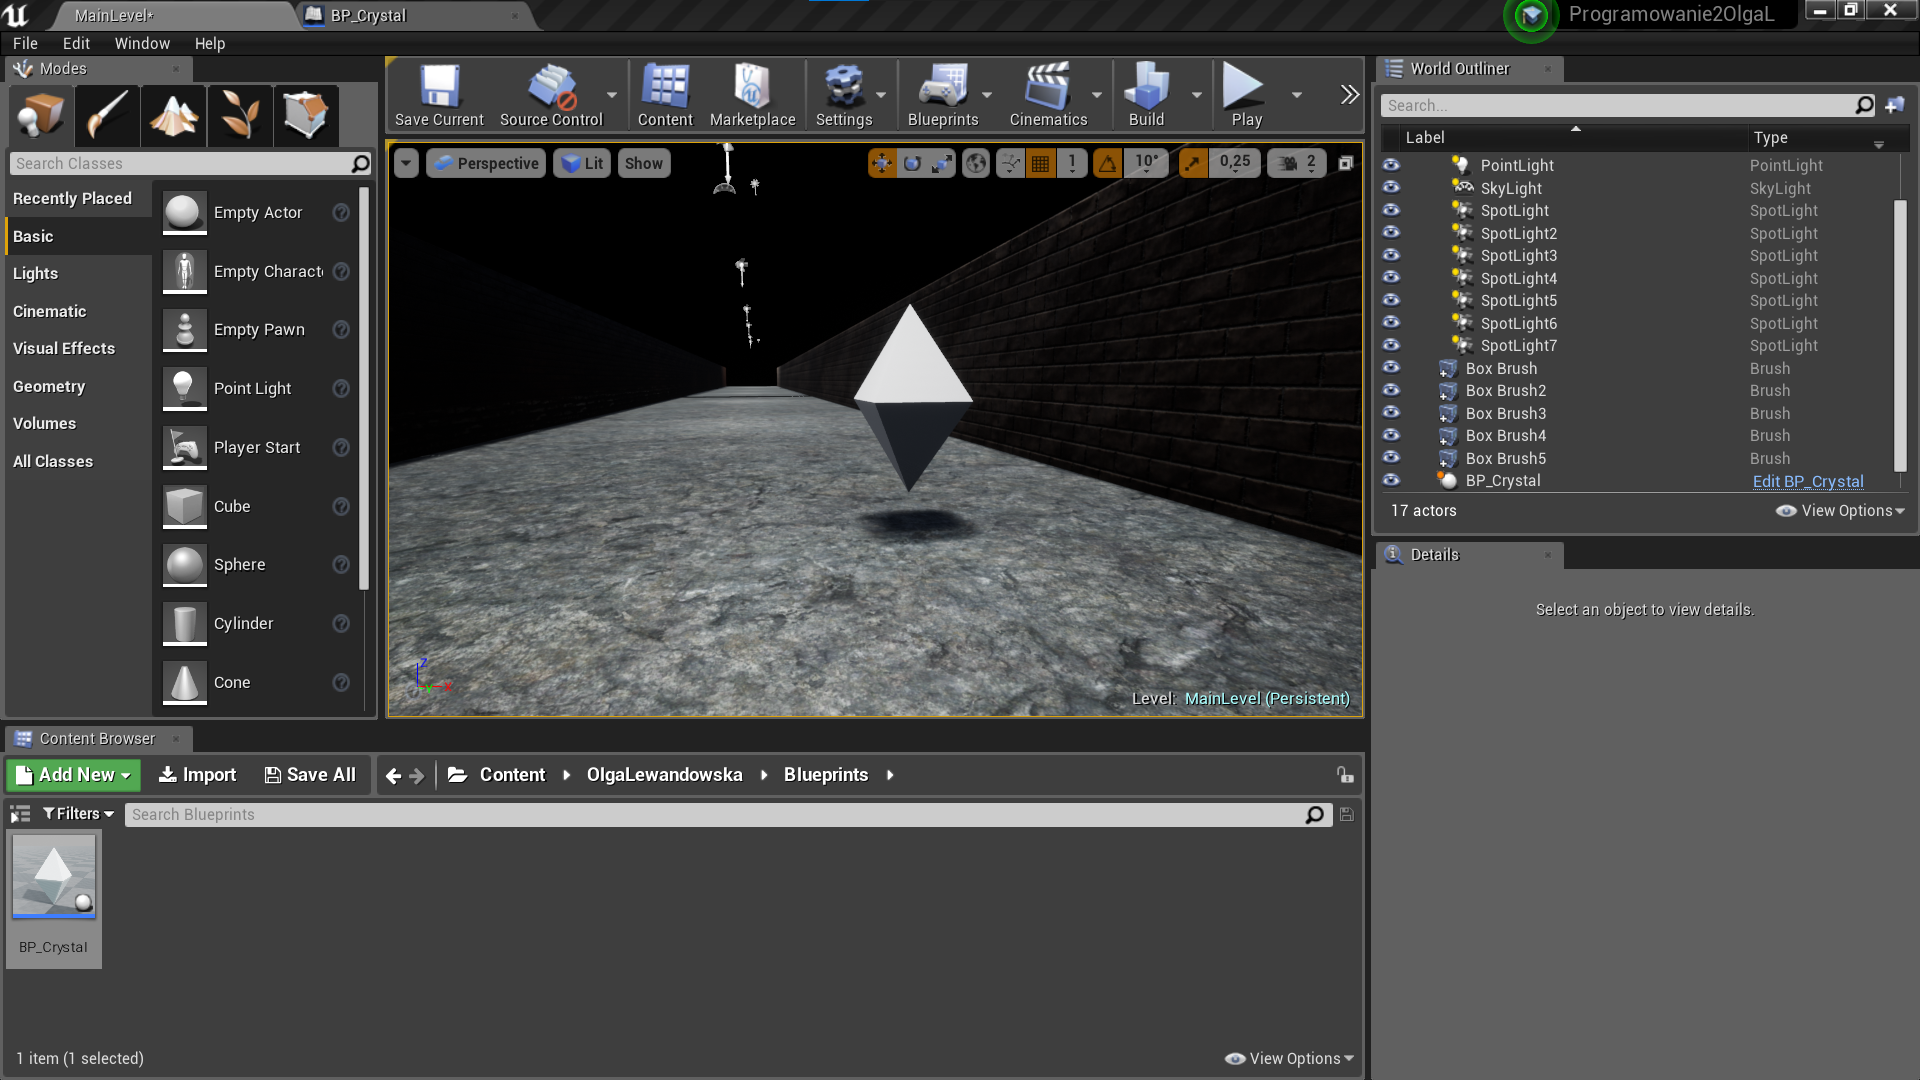 MainLevel*
BP_Crystal
Programowanie2OlgaL
File Edit Window Help
Modes
Search Classes
Recently Placed
Basic
Lights
Cinematic
Visual Effects
Geometry
Volumes
All Classes
Empty Actor
Empty Charact
Empty Pawn
Point Light
Player Start
Cube
Sphere
Cylinder
Cone
Save Current
Source Control
Content
Marketplace
Settings
Blueprints
Cinematics
Build
Play
Perspective
Lit
Show
1
10°
0,25
2
Z
Level: MainLevel (Persistent)
World Outliner
Search...
Label Type
PointLight PointLight
SkyLight SkyLight
SpotLight SpotLight
SpotLight2 SpotLight
SpotLight3 SpotLight
SpotLight4 SpotLight
SpotLight5 SpotLight
SpotLight6 SpotLight
SpotLight7 SpotLight
Box Brush Brush
Box Brush2 Brush
Box Brush3 Brush
Box Brush4 Brush
Box Brush5 Brush
BP_Crystal Edit BP_Crystal
17 actors
View Options
Details
Select an object to view details.
Content Browser
Add New
Import
Save All
Content
OlgaLewandowska
Blueprints
Filters
Search Blueprints
BP_Crystal
1 item (1 selected)
View Options